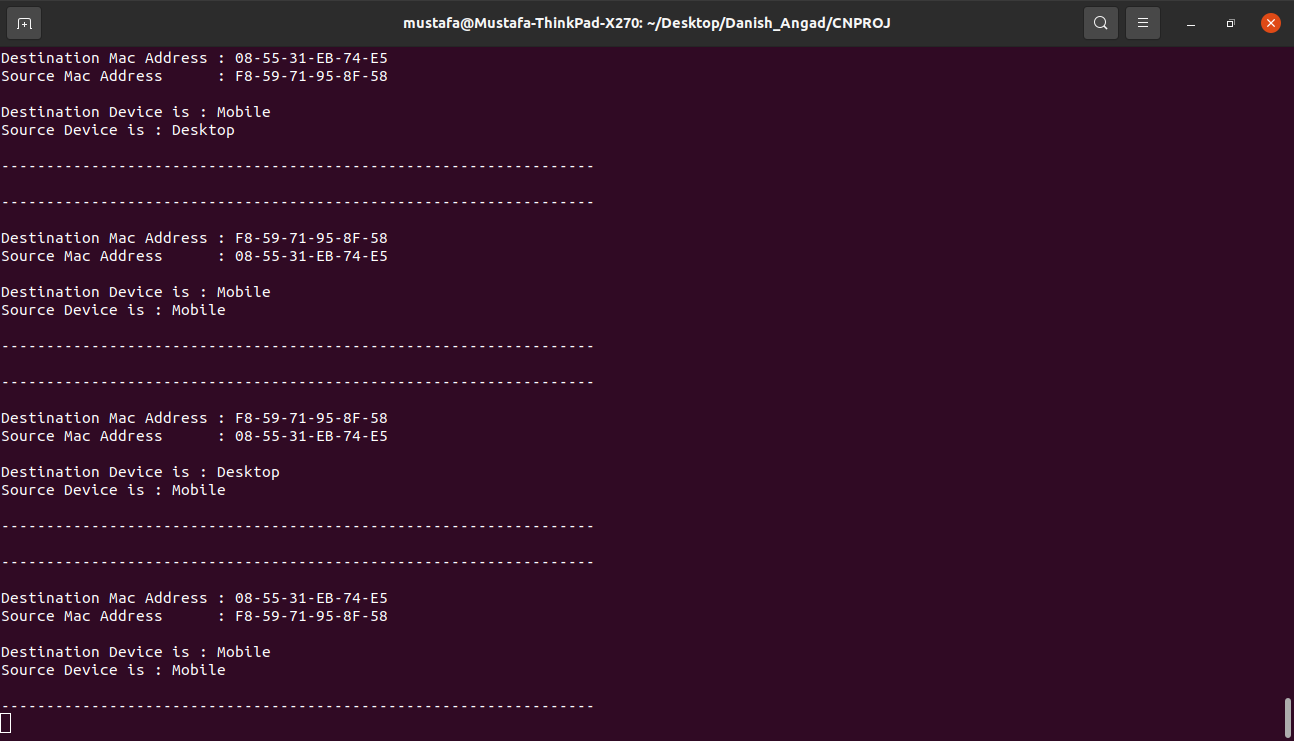 mustafa@Mustafa-ThinkPad-X270: ~/Desktop/Danish_Angad/CNPROJ
Destination Mac Address : 08-55-31-EB-74-E5
Source Mac Address      : F8-59-71-95-8F-58
Destination Device is : Mobile
Source Device is : Desktop
------------------------------------------------------------------
------------------------------------------------------------------
Destination Mac Address : F8-59-71-95-8F-58
Source Mac Address      : 08-55-31-EB-74-E5
Destination Device is : Mobile
Source Device is : Mobile
------------------------------------------------------------------
------------------------------------------------------------------
Destination Mac Address : F8-59-71-95-8F-58
Source Mac Address      : 08-55-31-EB-74-E5
Destination Device is : Desktop
Source Device is : Mobile
------------------------------------------------------------------
------------------------------------------------------------------
Destination Mac Address : 08-55-31-EB-74-E5
Source Mac Address      : F8-59-71-95-8F-58
Destination Device is : Mobile
Source Device is : Mobile
------------------------------------------------------------------